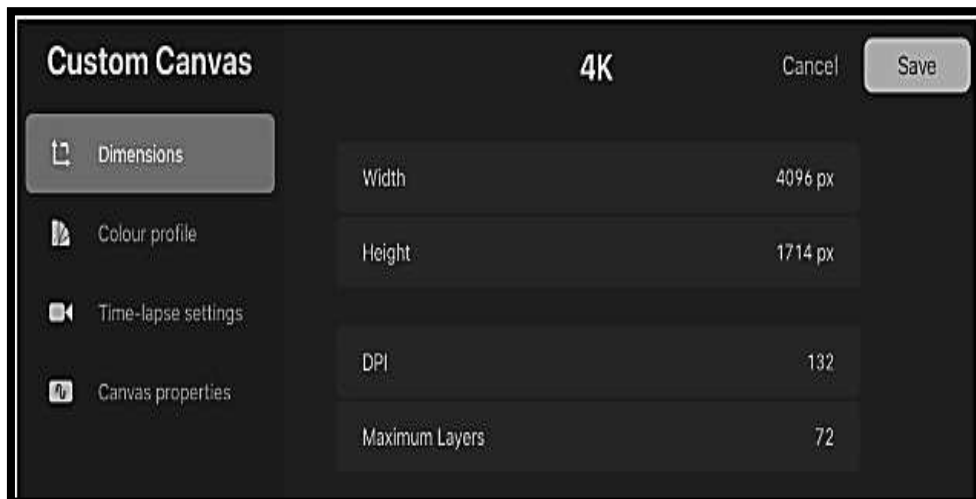 Custom Canvas
4K
Cancel
Save
Dimensions
Colour profile
Time-lapse settings
Canvas properties
Width 4096 px
Height 1714 px
DPI 132
Maximum Layers 72